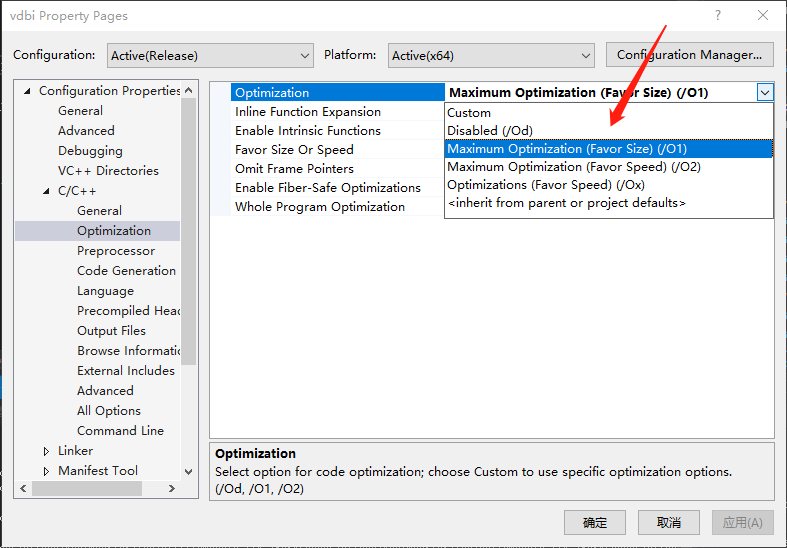 vdbi Property Pages
Configuration: Active(Release) Platform: Active(x64) Configuration Manager...
Configuration Properties
General
Advanced
Debugging
VC++ Directories
C/C++
General
Optimization
Preprocessor
Code Generation
Language
Precompiled Head
Output Files
Browse Informatic
External Includes
Advanced
All Options
Command Line
Linker
Manifest Tool
Optimization Maximum Optimization (Favor Size) (/O1)
Inline Function Expansion
Enable Intrinsic Functions
Favor Size Or Speed
Omit Frame Pointers
Enable Fiber-Safe Optimizations
Whole Program Optimization
Custom
Disabled (/Od)
Maximum Optimization (Favor Size) (/O1)
Maximum Optimization (Favor Speed) (/O2)
Optimizations (Favor Speed) (/Ox)
<inherit from parent or project defaults>
Optimization
Select option for code optimization; choose Custom to use specific optimization options.
(/Od, /O1, /O2)
确定 取消 应用(A)